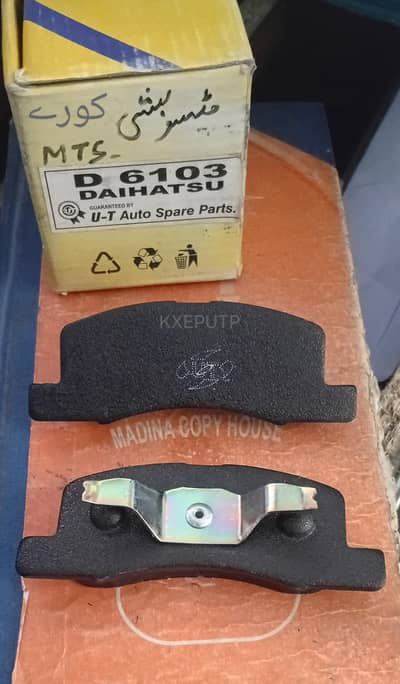 مٹسوبشی کورے
MTS-
D 6103
DAIHATSU
GUARANTEED BY
U-T Auto Spare Parts.
KXEPUTP
MADINA COPY HOUSE